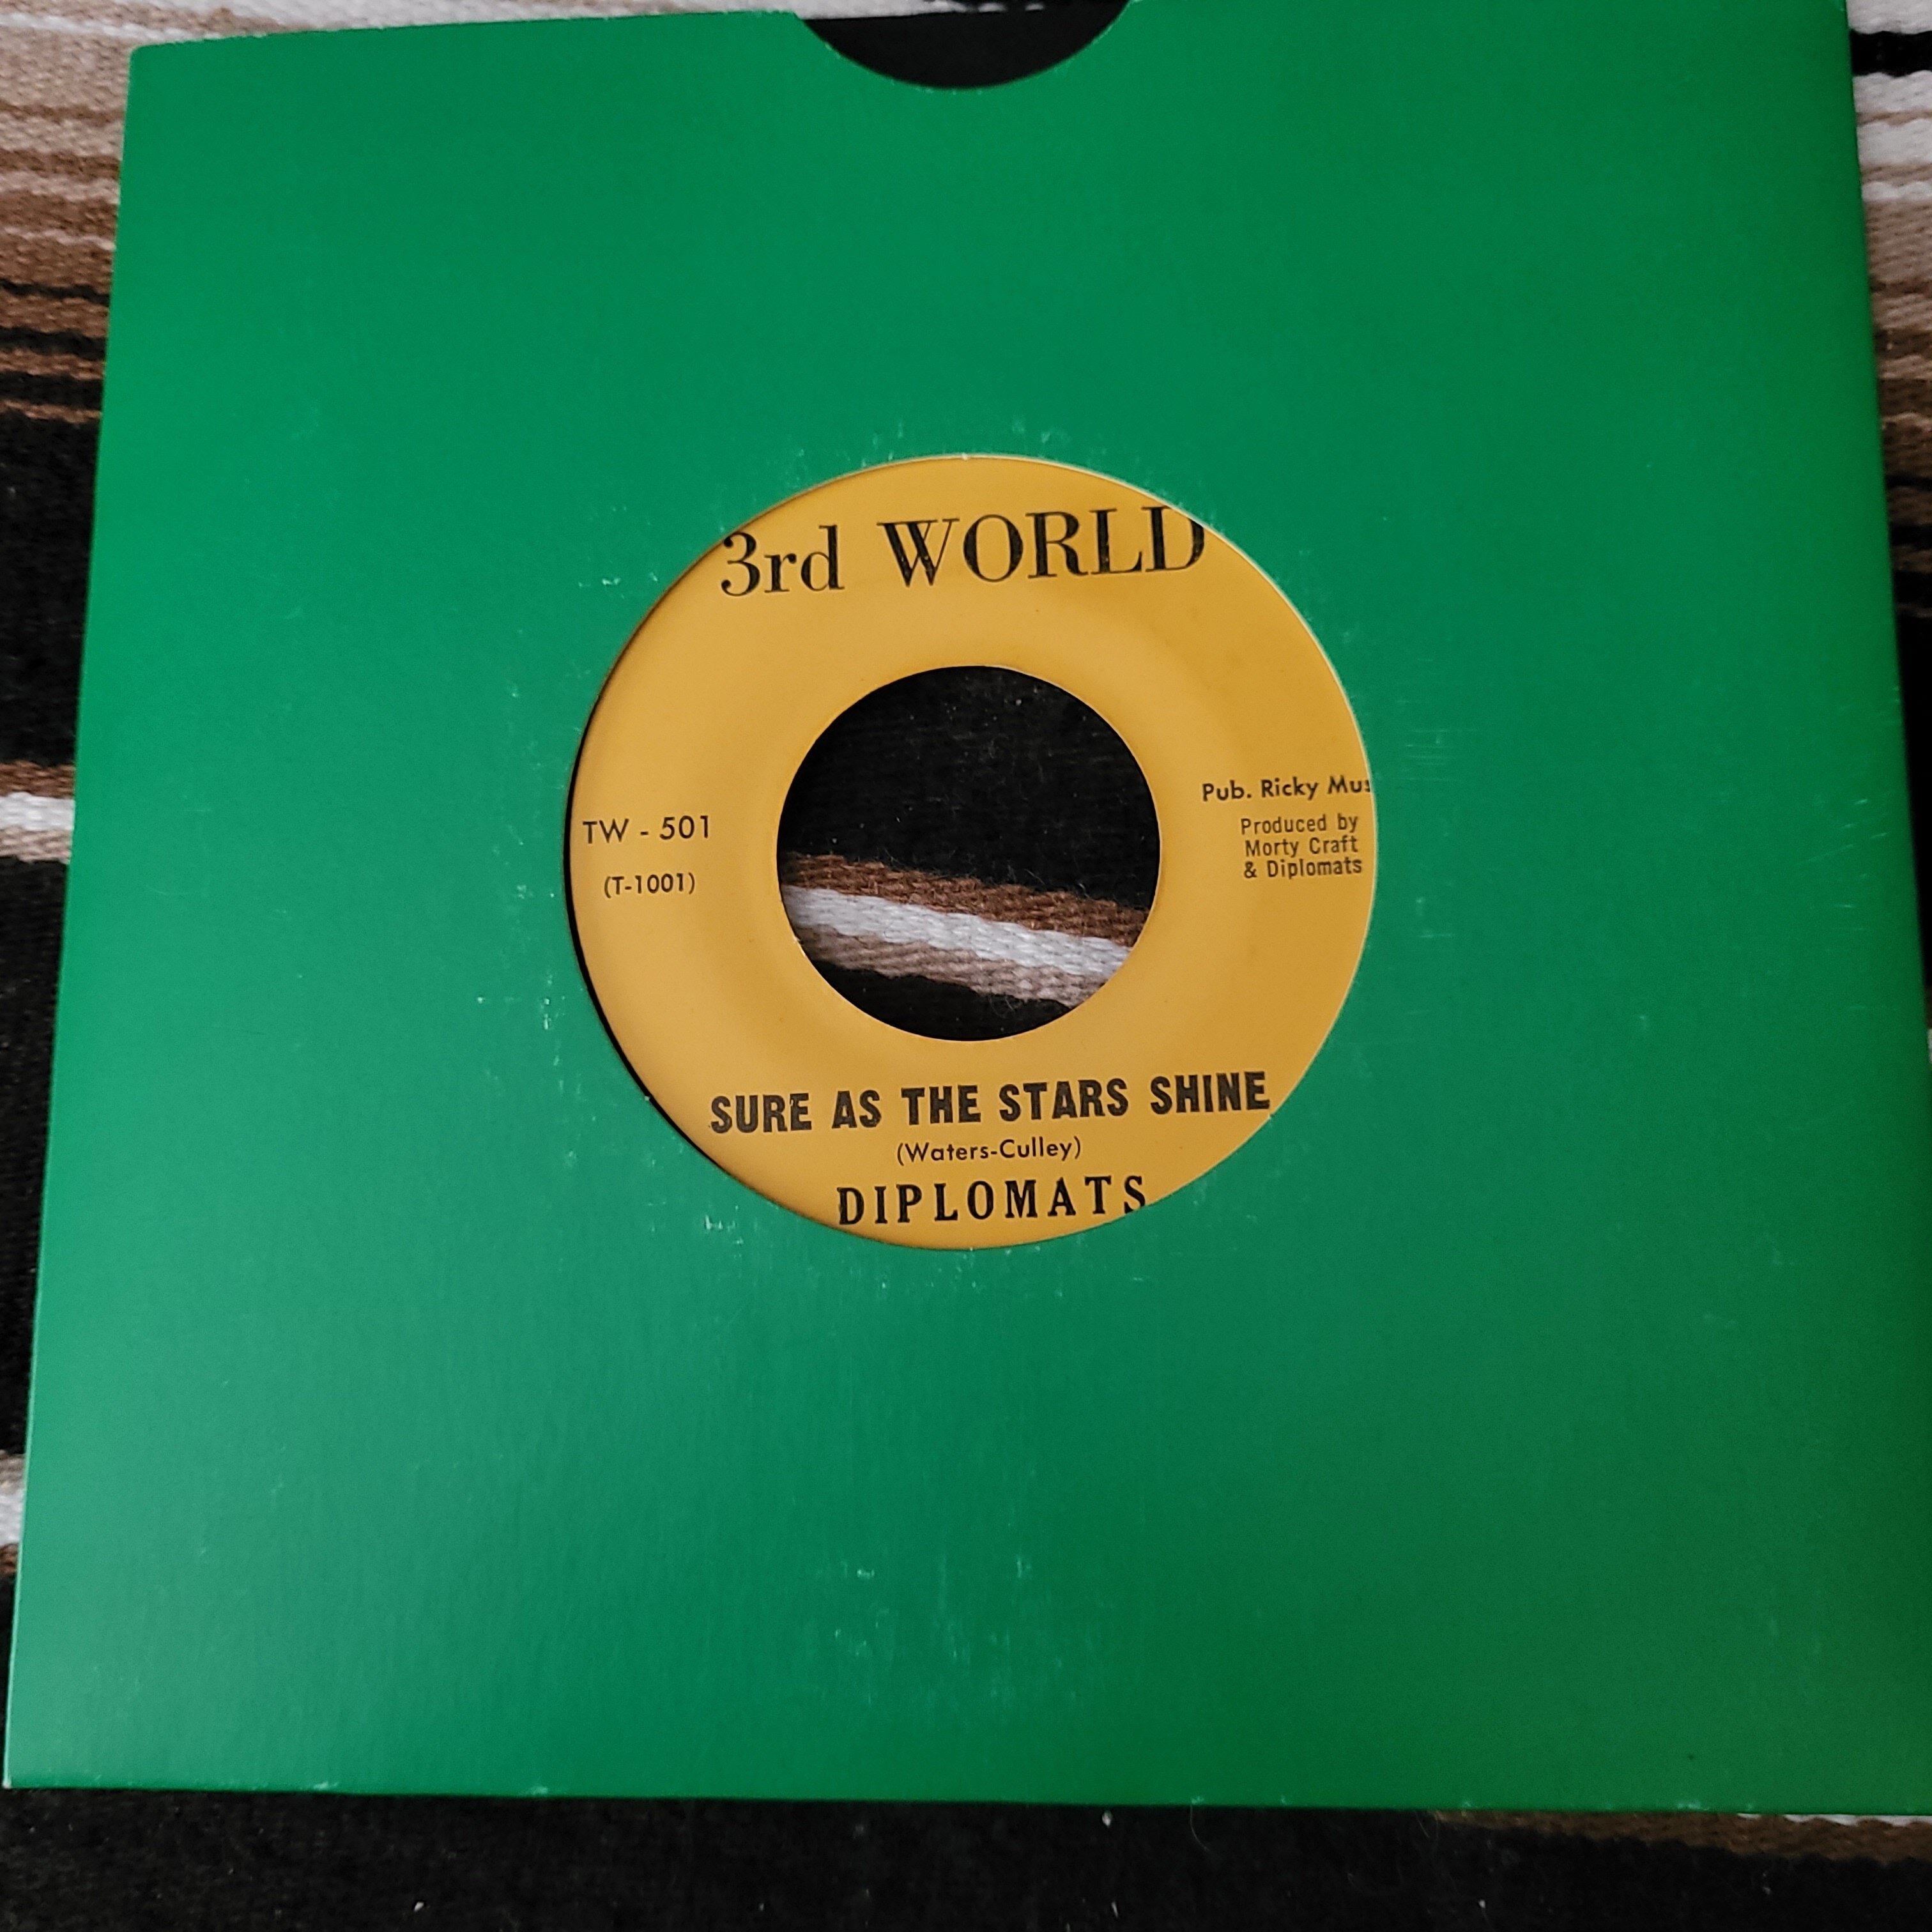 3rd WORLD
TW - 501
(T-1001)
Pub. Ricky Mus
Produced by
Morty Craft
& Diplomats
SURE AS THE STARS SHINE
(Waters-Culley)
DIPLOMATS